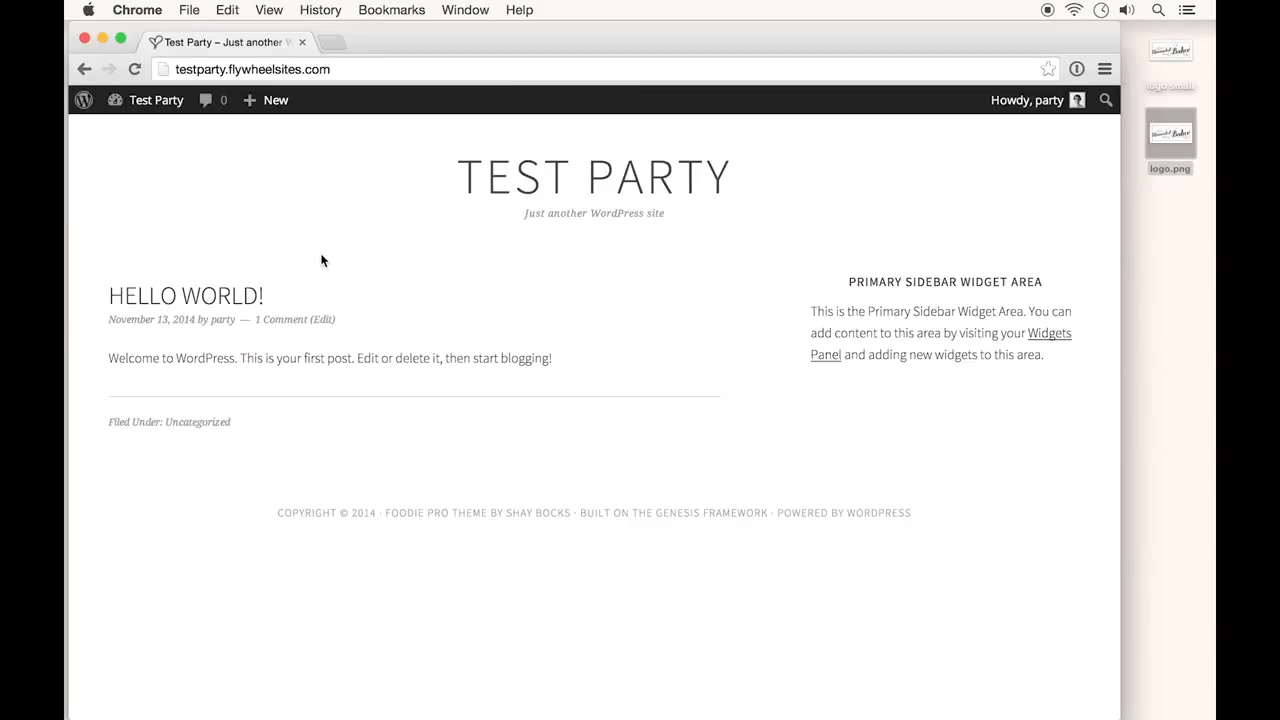 Chrome File Edit View History Bookmarks Window Help
Test Party – Just another
testparty.flywheelsites.com
Test Party 0 New Howdy, party
logo small
logo.png
TEST PARTY
Just another WordPress site
HELLO WORLD!
November 13, 2014 by party — 1 Comment (Edit)
Welcome to WordPress. This is your first post. Edit or delete it, then start blogging!
Filed Under: Uncategorized
PRIMARY SIDEBAR WIDGET AREA
This is the Primary Sidebar Widget Area. You can
add content to this area by visiting your Widgets
Panel and adding new widgets to this area.
COPYRIGHT © 2014 · FOODIE PRO THEME BY SHAY BOCKS · BUILT ON THE GENESIS FRAMEWORK · POWERED BY WORDPRESS